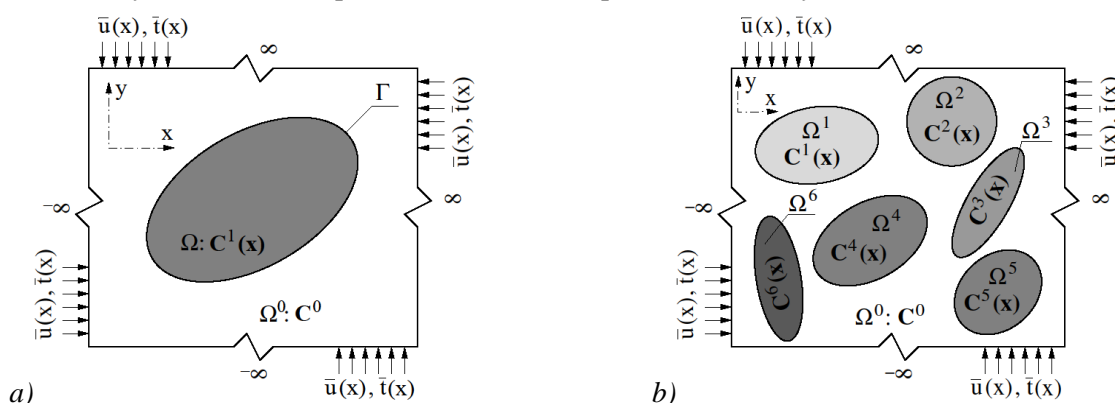 u̅(x), t̅(x)
∞
y
x
Γ
u̅(x), t̅(x)
-∞
∞
Ω: C¹(x)
u̅(x), t̅(x)
Ω⁰: C⁰
-∞
u̅(x), t̅(x)
a)
u̅(x), t̅(x)
∞
y
x
Ω¹
C¹(x)
Ω²
C²(x)
Ω³
C³(x)
u̅(x), t̅(x)
-∞
∞
Ω⁶
C⁶(x)
Ω⁴
C⁴(x)
Ω⁵
C⁵(x)
u̅(x), t̅(x)
Ω⁰: C⁰
-∞
u̅(x), t̅(x)
b)